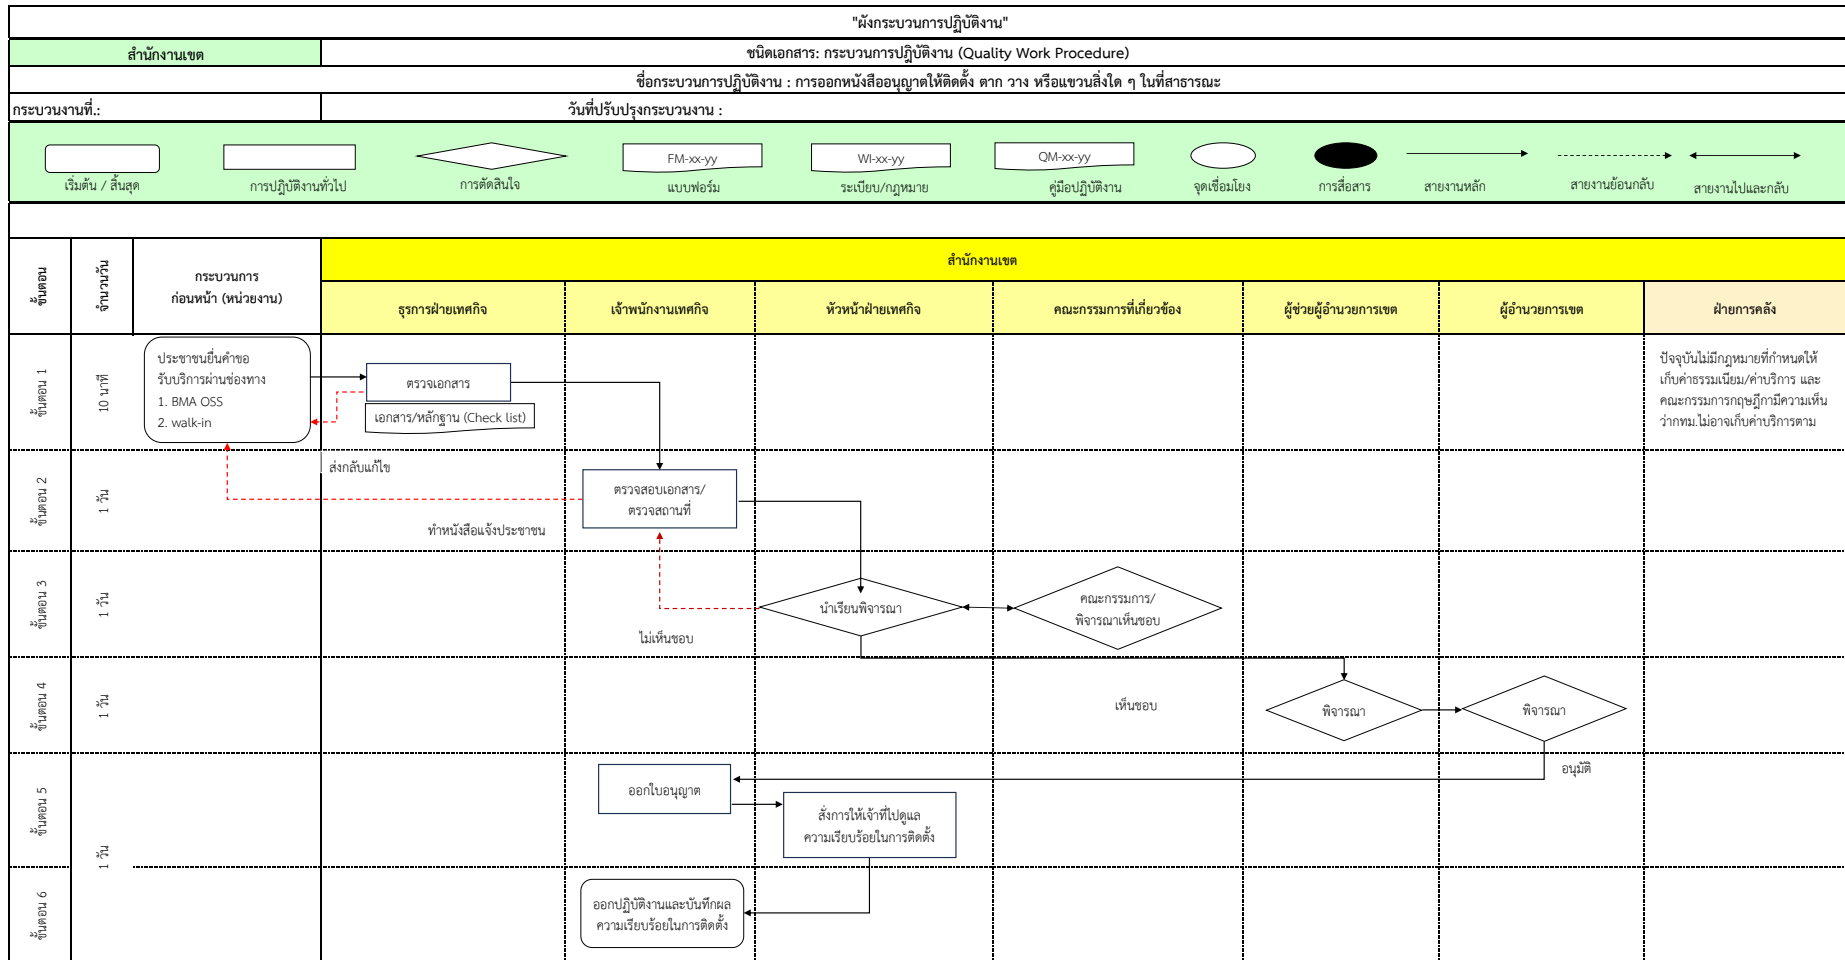 "ผังกระบวนการปฏิบัติงาน"
สำนักงานเขต
ชนิดเอกสาร: กระบวนการปฏิบัติงาน (Quality Work Procedure)
ชื่อกระบวนการปฏิบัติงาน : การออกหนังสืออนุญาตให้ติดตั้ง ตาก วาง หรือแขวนสิ่งใด ๆ ในที่สาธารณะ
กระบวนงานที่.:
วันที่ปรับปรุงกระบวนงาน :
FM-xx-yy
WI-xx-yy
QM-xx-yy
เริ่มต้น / สิ้นสุด
การปฏิบัติงานทั่วไป
การตัดสินใจ
แบบฟอร์ม
ระเบียบ/กฎหมาย
คู่มือปฏิบัติงาน
จุดเชื่อมโยง
การสื่อสาร
สายงานหลัก
สายงานย้อนกลับ
สายงานไปและกลับ
ขั้นตอน
จำนวนวัน
กระบวนการ
ก่อนหน้า (หน่วยงาน)
สำนักงานเขต
ธุรการฝ่ายเทศกิจ
เจ้าพนักงานเทศกิจ
หัวหน้าฝ่ายเทศกิจ
คณะกรรมการที่เกี่ยวข้อง
ผู้ช่วยผู้อำนวยการเขต
ผู้อำนวยการเขต
ฝ่ายการคลัง
ขั้นตอน 1
10 นาที
ประชาชนยื่นคำขอ
รับบริการผ่านช่องทาง
1. BMA OSS
2. walk-in
ตรวจเอกสาร
เอกสาร/หลักฐาน (Check list)
ปัจจุบันไม่มีกฎหมายที่กำหนดให้
เก็บค่าธรรมเนียม/ค่าบริการ และ
คณะกรรมการกฤษฎีกามีความเห็น
ว่ากทม.ไม่อาจเก็บค่าบริการตาม
ขั้นตอน 2
1 วัน
ส่งกลับแก้ไข
ตรวจสอบเอกสาร/
ตรวจสถานที่
ทำหนังสือแจ้งประชาชน
ขั้นตอน 3
1 วัน
นำเรียนพิจารณา
คณะกรรมการ/
พิจารณาเห็นชอบ
ไม่เห็นชอบ
ขั้นตอน 4
1 วัน
เห็นชอบ
พิจารณา
พิจารณา
ขั้นตอน 5
1 วัน
อนุมัติ
ออกใบอนุญาต
สั่งการให้เจ้าที่ไปดูแล
ความเรียบร้อยในการติดตั้ง
ขั้นตอน 6
ออกปฏิบัติงานและบันทึกผล
ความเรียบร้อยในการติดตั้ง